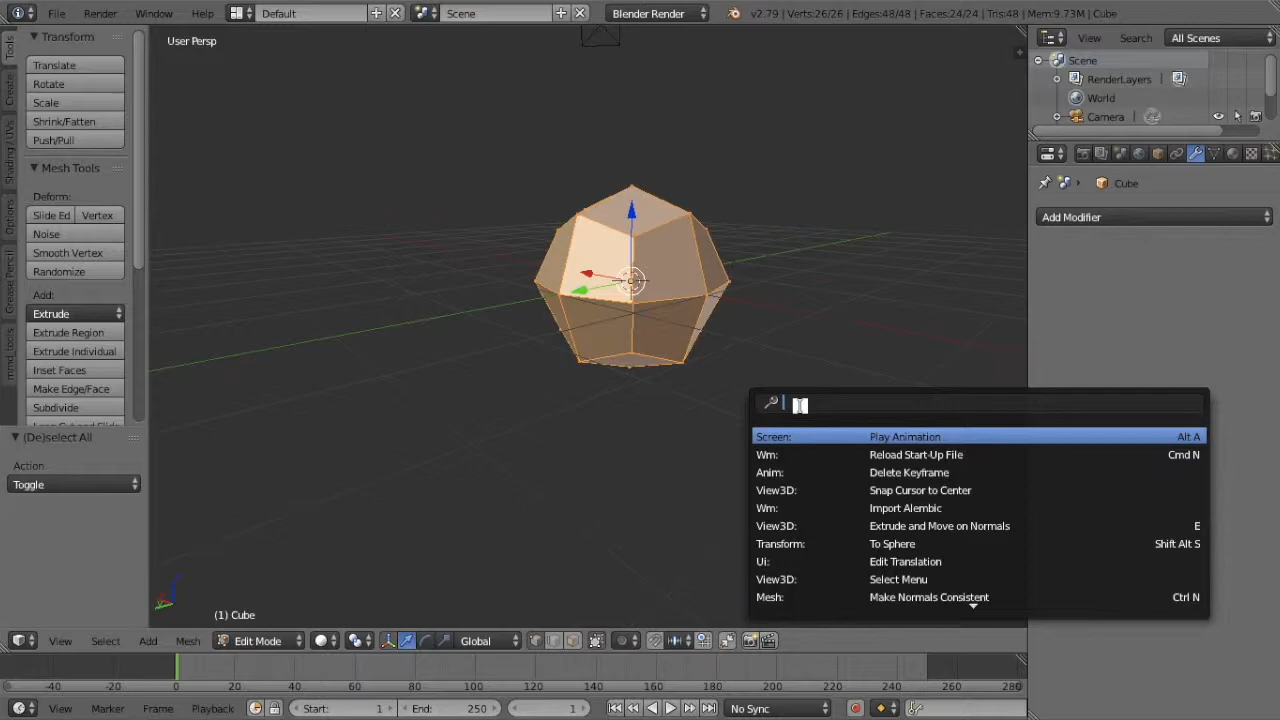 File Render Window Help Default Scene Blender Render v2.79 | Verts:26/26 | Edges:48/48 | Faces:24/24 | Tris:48 | Mem:9.73M | Cube
Tools
Create
Shading / UVs
Options
Grease Pencil
mmd_tools
Transform
Translate
Rotate
Scale
Shrink/Fatten
Push/Pull
Mesh Tools
Deform:
Slide Ed Vertex
Noise
Smooth Vertex
Randomize
Add:
Extrude
Extrude Region
Extrude Individual
Inset Faces
Make Edge/Face
Subdivide
(De)select All
Action
Toggle
User Persp
(1) Cube
Screen: Play Animation Alt A
Wm: Reload Start-Up File Cmd N
Anim: Delete Keyframe
View3D: Snap Cursor to Center
Wm: Import Alembic
View3D: Extrude and Move on Normals E
Transform: To Sphere Shift Alt S
Ui: Edit Translation
View3D: Select Menu
Mesh: Make Normals Consistent Ctrl N
View Search All Scenes
Scene
RenderLayers
World
Camera
Cube
Add Modifier
View Select Add Mesh Edit Mode Global
-40 -20 0 20 40 60 80 100 120 140 160 180 200 220 240 260 280
View Marker Frame Playback Start: 1 End: 250 1 No Sync